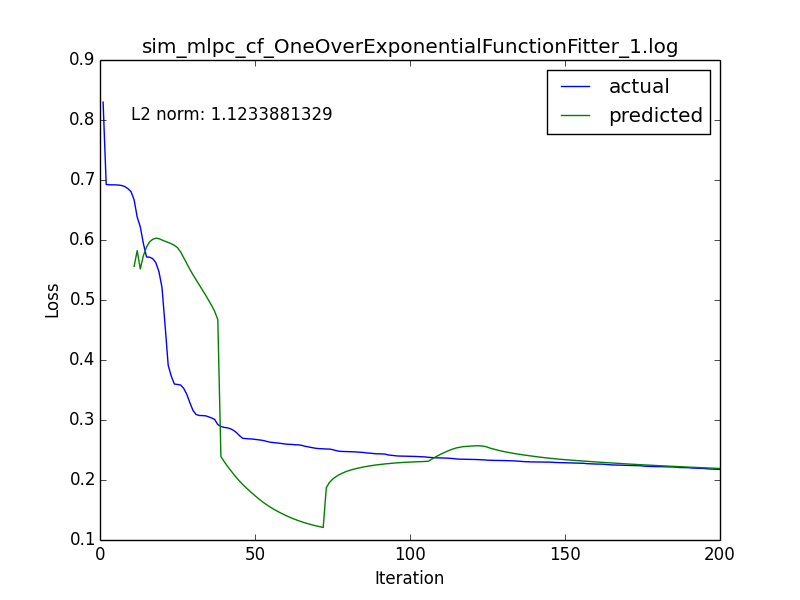 sim_mlpc_cf_OneOverExponentialFunctionFitter_1.log
0.9
0.8
0.7
0.6
0.5
0.4
0.3
0.2
0.1
Loss
L2 norm: 1.1233881329
actual
predicted
0 50 100 150 200
Iteration